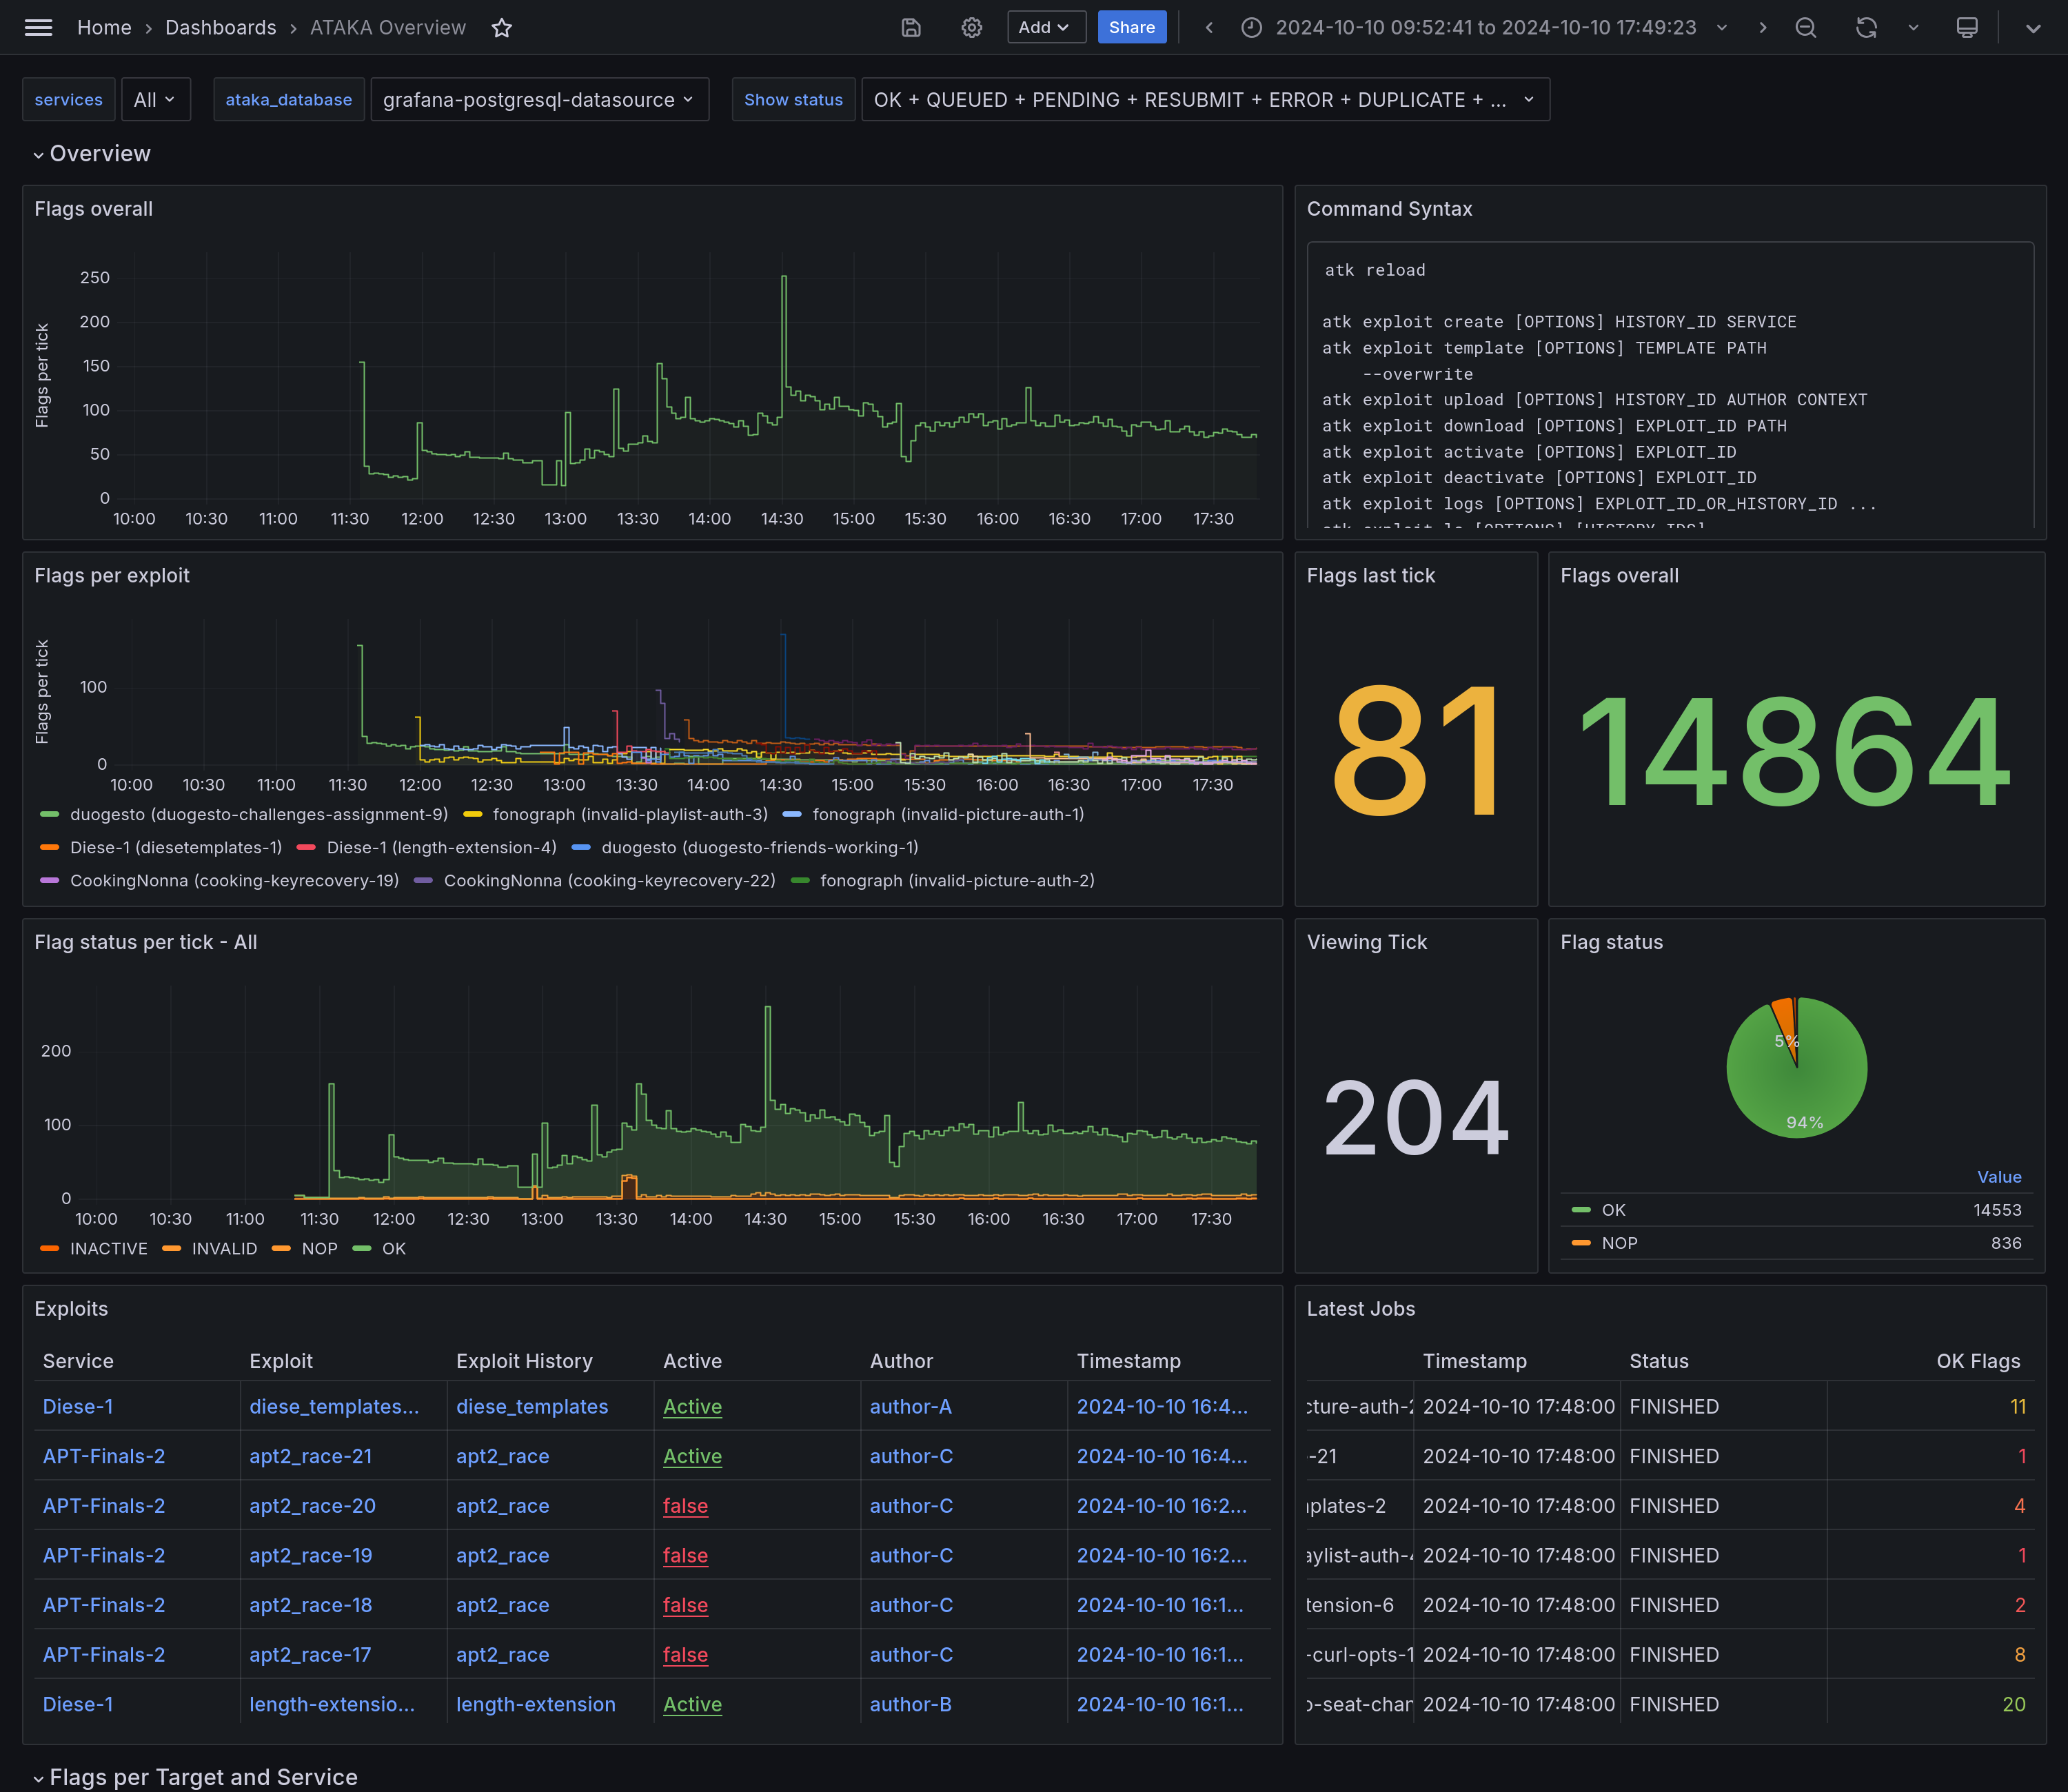 Home > Dashboards > ATAKA Overview
Add
Share
2024-10-10 09:52:41 to 2024-10-10 17:49:23
services All ataka_database grafana-postgresql-datasource Show status OK + QUEUED + PENDING + RESUBMIT + ERROR + DUPLICATE + ...
Overview
Flags overall
Flags per tick
250
200
150
100
50
0
10:00 10:30 11:00 11:30 12:00 12:30 13:00 13:30 14:00 14:30 15:00 15:30 16:00 16:30 17:00 17:30
Command Syntax
atk reload
atk exploit create [OPTIONS] HISTORY_ID SERVICE
atk exploit template [OPTIONS] TEMPLATE PATH
--overwrite
atk exploit upload [OPTIONS] HISTORY_ID AUTHOR CONTEXT
atk exploit download [OPTIONS] EXPLOIT_ID PATH
atk exploit activate [OPTIONS] EXPLOIT_ID
atk exploit deactivate [OPTIONS] EXPLOIT_ID
atk exploit logs [OPTIONS] EXPLOIT_ID_OR_HISTORY_ID ...
Flags per exploit
Flags per tick
100
0
10:00 10:30 11:00 11:30 12:00 12:30 13:00 13:30 14:00 14:30 15:00 15:30 16:00 16:30 17:00 17:30
duogesto (duogesto-challenges-assignment-9) fonograph (invalid-playlist-auth-3) fonograph (invalid-picture-auth-1)
Diese-1 (diesetemplates-1) Diese-1 (length-extension-4) duogesto (duogesto-friends-working-1)
CookingNonna (cooking-keyrecovery-19) CookingNonna (cooking-keyrecovery-22) fonograph (invalid-picture-auth-2)
Flags last tick
81
Flags overall
14864
Flag status per tick - All
200
100
0
10:00 10:30 11:00 11:30 12:00 12:30 13:00 13:30 14:00 14:30 15:00 15:30 16:00 16:30 17:00 17:30
INACTIVE INVALID NOP OK
Viewing Tick
204
Flag status
5%
94%
Value
OK 14553
NOP 836
Exploits
Service Exploit Exploit History Active Author Timestamp
Diese-1 diese_templates... diese_templates Active author-A 2024-10-10 16:4...
APT-Finals-2 apt2_race-21 apt2_race Active author-C 2024-10-10 16:4...
APT-Finals-2 apt2_race-20 apt2_race false author-C 2024-10-10 16:2...
APT-Finals-2 apt2_race-19 apt2_race false author-C 2024-10-10 16:2...
APT-Finals-2 apt2_race-18 apt2_race false author-C 2024-10-10 16:1...
APT-Finals-2 apt2_race-17 apt2_race false author-C 2024-10-10 16:1...
Diese-1 length-extensio... length-extension Active author-B 2024-10-10 16:1...
Latest Jobs
Timestamp Status OK Flags
cture-auth-2 2024-10-10 17:48:00 FINISHED 11
-21 2024-10-10 17:48:00 FINISHED 1
plates-2 2024-10-10 17:48:00 FINISHED 4
aylist-auth-4 2024-10-10 17:48:00 FINISHED 1
tension-6 2024-10-10 17:48:00 FINISHED 2
-curl-opts-1 2024-10-10 17:48:00 FINISHED 8
o-seat-chan 2024-10-10 17:48:00 FINISHED 20
Flags per Target and Service